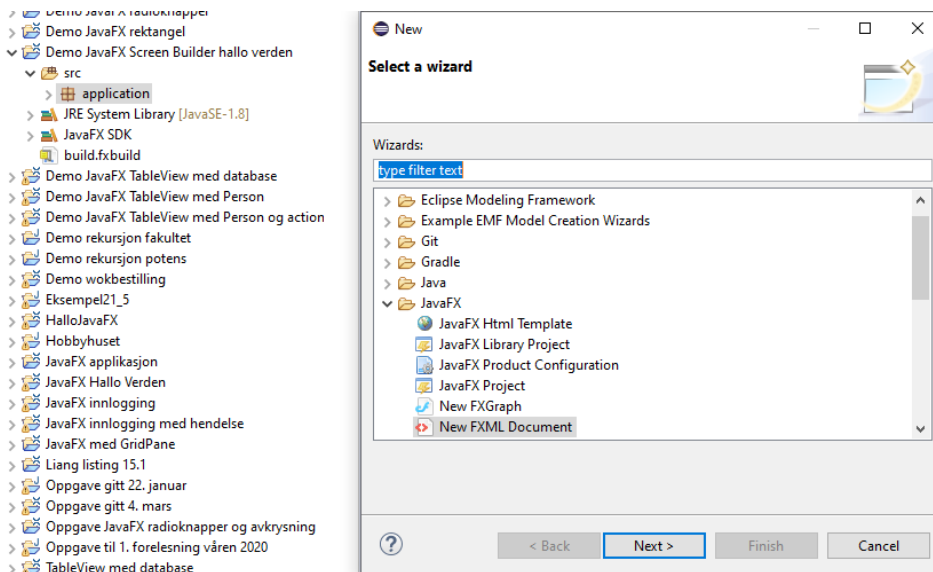 Demo JavaFX radioknapper
Demo JavaFX rektangel
Demo JavaFX Screen Builder hallo verden
src
application
JRE System Library [JavaSE-1.8]
JavaFX SDK
build.fxbuild
Demo JavaFX TableView med database
Demo JavaFX TableView med Person
Demo JavaFX TableView med Person og action
Demo rekursjon fakultet
Demo rekursjon potens
Demo wokbestilling
Eksempel21_5
HalloJavaFX
Hobbyhuset
JavaFX applikasjon
JavaFX Hallo Verden
JavaFX innlogging
JavaFX innlogging med hendelse
JavaFX med GridPane
Liang listing 15.1
Oppgave gitt 22. januar
Oppgave gitt 4. mars
Oppgave JavaFX radioknapper og avkrysning
Oppgave til 1. forelesning våren 2020
TableView med database
New
Select a wizard
Wizards:
type filter text
Eclipse Modeling Framework
Example EMF Model Creation Wizards
Git
Gradle
Java
JavaFX
JavaFX Html Template
JavaFX Library Project
JavaFX Product Configuration
JavaFX Project
New FXGraph
New FXML Document
?
< Back
Next >
Finish
Cancel